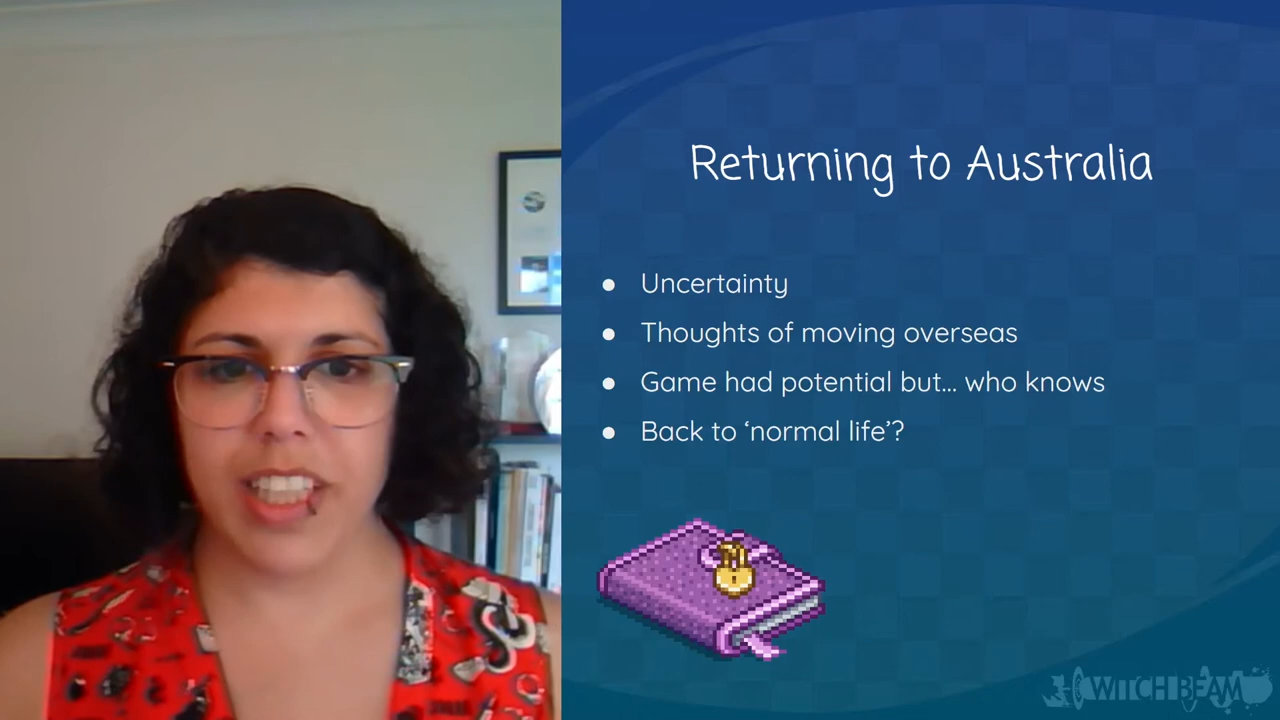 Returning to Australia
● Uncertainty
● Thoughts of moving overseas
● Game had potential but... who knows
● Back to ‘normal life’?
WITCH BEAM